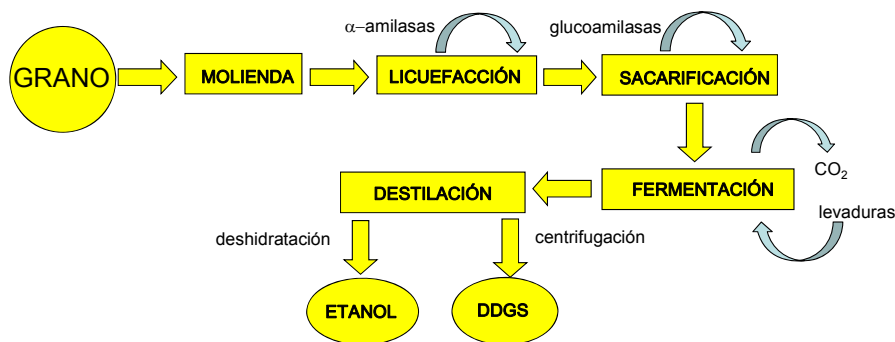 α–amilasas
glucoamilasas
GRANO
MOLIENDA
LICUEFACCIÓN
SACARIFICACIÓN
CO₂
DESTILACIÓN
FERMENTACIÓN
levaduras
deshidratación
centrifugación
ETANOL
DDGS